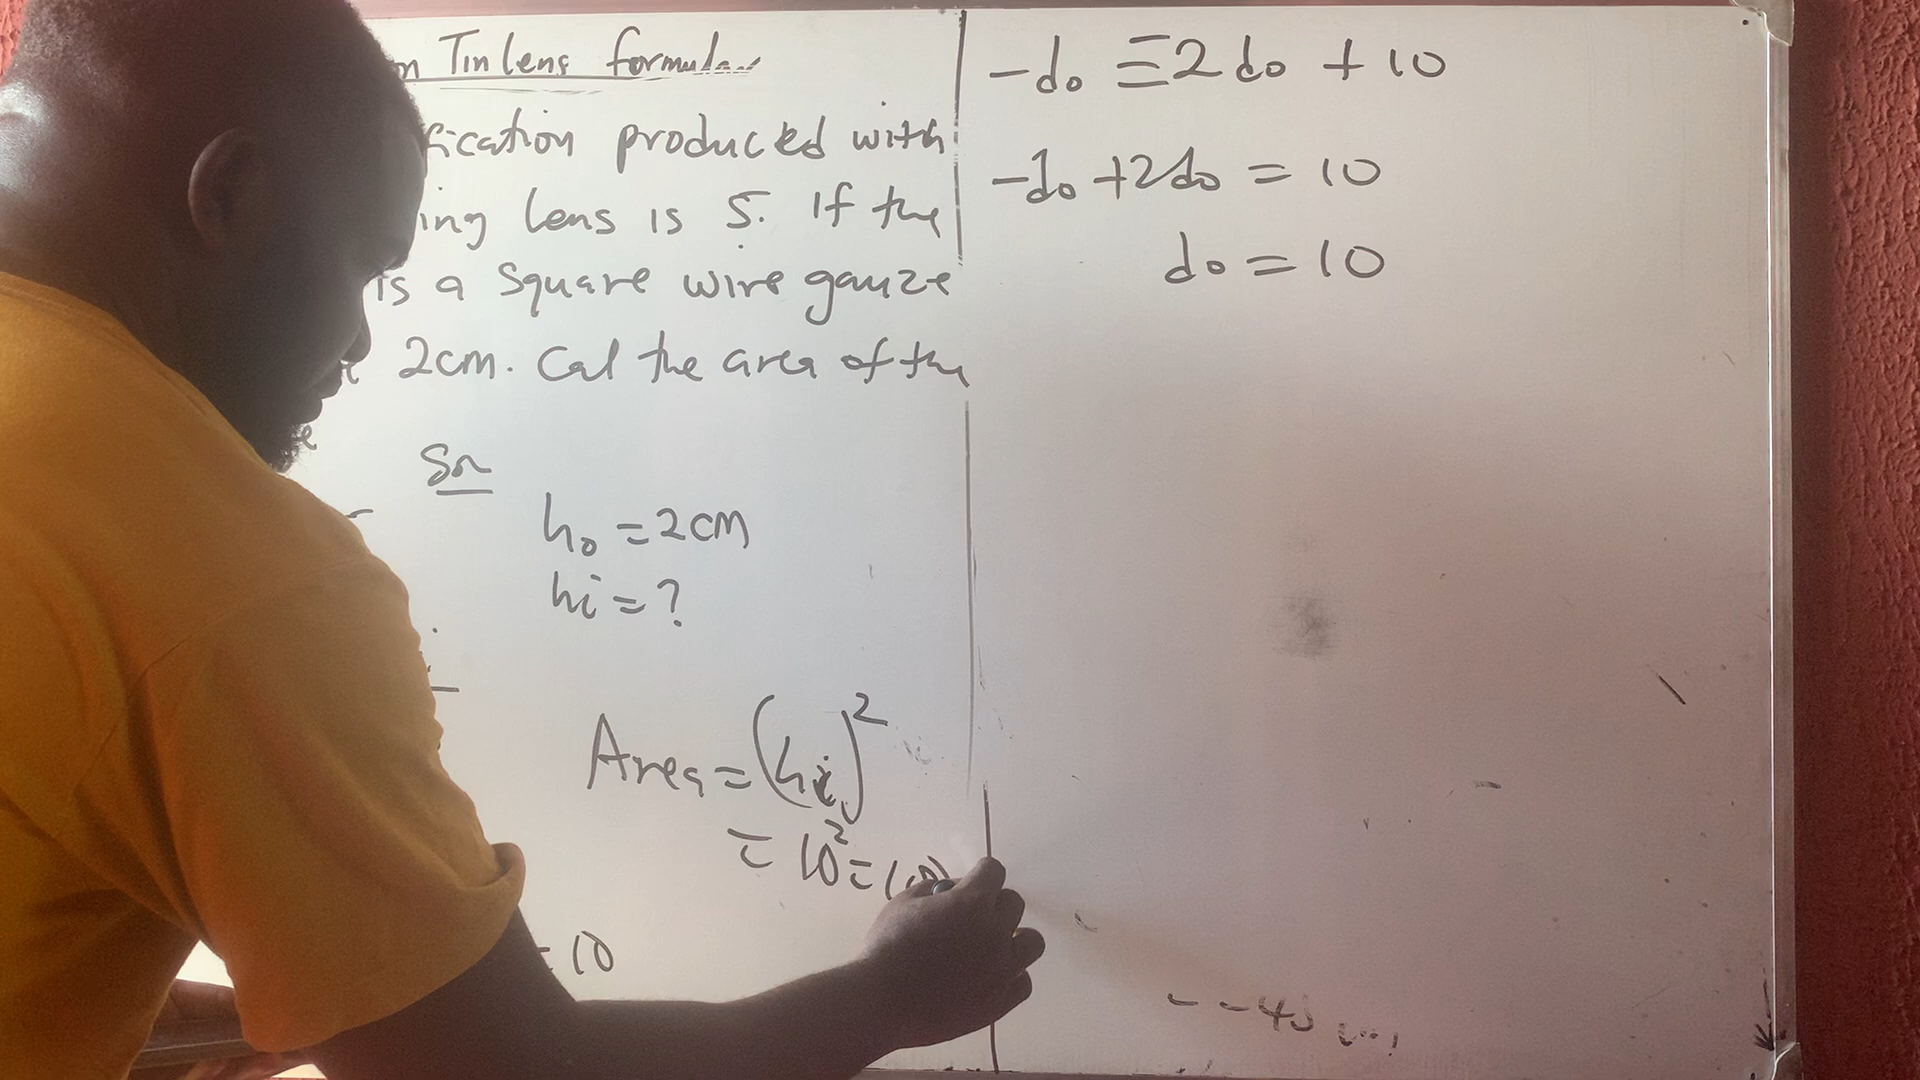 Tin lens formular
fication produced with
ing lens is 5. If the
is a square wire gauze
2cm. Cal the area of the
e
Soln
ho = 2cm
hi = ?
Area = (hi)²
= 10² = 100
= 10
-do = 2do + 10
-do + 2do = 10
do = 10